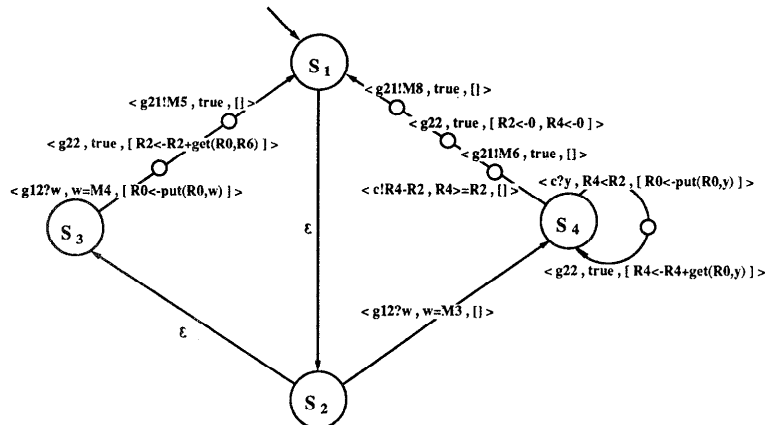 S1
< g21!M8 , true , [] >
< g21!M5 , true , [] >
< g22 , true , [ R2<-0 , R4<-0 ] >
< g22 , true , [ R2<-R2+get(R0,R6) ] >
< g21!M6 , true , [] >
< g12?w , w=M4 , [ R0<-put(R0,w) ] >
< c!R4-R2 , R4>=R2 , [] >
< c?y , R4<R2 , [ R0<-put(R0,y) ] >
S3
ε
S4
< g22 , true , [ R4<-R4+get(R0,y) ] >
< g12?w , w=M3 , [] >
ε
S2